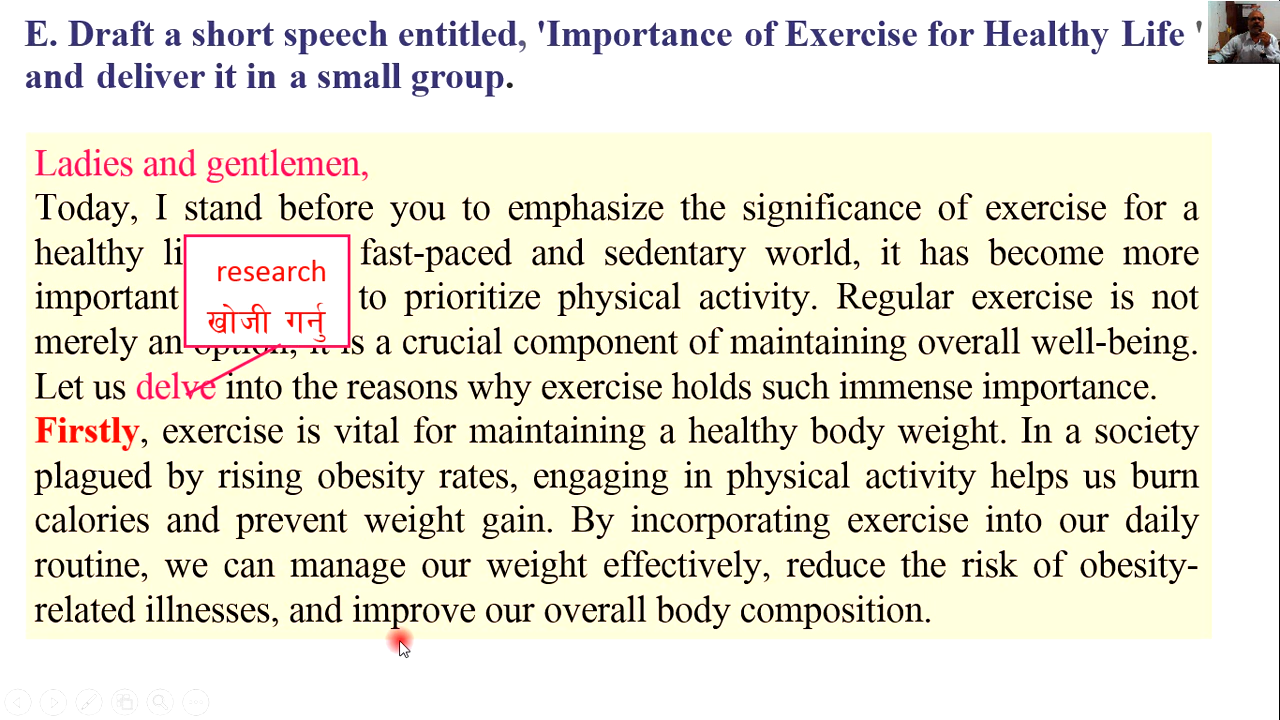 E. Draft a short speech entitled, 'Importance of Exercise for Healthy Life '
and deliver it in a small group.
Ladies and gentlemen,
Today, I stand before you to emphasize the significance of exercise for a
healthy li fast-paced and sedentary world, it has become more
research
important to prioritize physical activity. Regular exercise is not
खोजी गर्नु
merely an option, it is a crucial component of maintaining overall well-being.
Let us delve into the reasons why exercise holds such immense importance.
Firstly, exercise is vital for maintaining a healthy body weight. In a society
plagued by rising obesity rates, engaging in physical activity helps us burn
calories and prevent weight gain. By incorporating exercise into our daily
routine, we can manage our weight effectively, reduce the risk of obesity-
related illnesses, and improve our overall body composition.